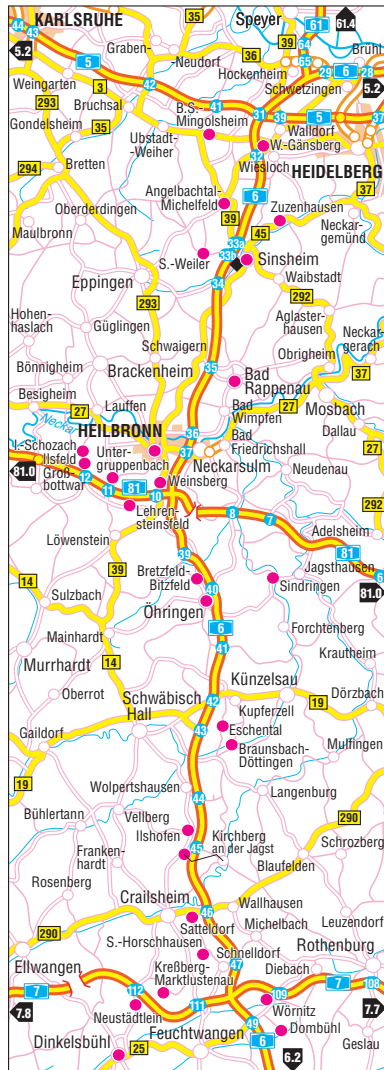 44
43
KARLSRUHE
35
Speyer
61
61.4
5.2
Graben-
Neudorf
36
39
64
65
Brühl
5
Hockenheim
29
6
28
Weingarten
3
42
Schwetzingen
5.2
293
Bruchsal
B.S.-
Mingolsheim
41
31
39
Walldorf
5
37
Gondelsheim
35
Ubstadt-
Weiher
W.-Gänsberg
32
Wiesloch
HEIDELBERG
294
Bretten
Angelbachtal-
Michelfeld
6
37
Zuzenhausen
Oberderdingen
39
Neckar-
gemünd
Maulbronn
45
33a
33b
Sinsheim
S.-Weiler
Waibstadt
34
Eppingen
292
293
Aglaster-
hausen
Hohen-
haslach
Güglingen
Neckar-
gerach
Schwaigern
Obrigheim
Bönnigheim
Brackenheim
35
37
Bad
Rappenau
Besigheim
Lauffen
27
Bad
Wimpfen
27
Mosbach
Neckar
HEILBRONN
36
Bad
Friedrichshall
Dallau
I.-Schozach
Ilsfeld
Unter-
gruppenbach
37
Neckarsulm
27
81.0
Groß-
bottwar
12
11
81
10
Weinsberg
Neudenau
Lehren-
steinsfeld
8
7
292
Löwenstein
Adelsheim
39
81
6
39
Bretzfeld-
Bitzfeld
Jagsthausen
14
40
Sindringen
81.0
Sulzbach
Öhringen
Forchtenberg
Mainhardt
6
Krautheim
Murrhardt
14
41
Künzelsau
Oberrot
Schwäbisch
Hall
42
19
Dörzbach
Kupferzell
Gaildorf
43
Eschental
Braunsbach-
Döttingen
Mulfingen
19
Wolpertshausen
44
Langenburg
Bühlertann
Vellberg
290
Ilshofen
Kirchberg
an der Jagst
Schrozberg
Franken-
hardt
45
Blaufelden
Rosenberg
Crailsheim
46
Wallhausen
Satteldorf
Michelbach
Leuzendorf
290
S.-Horschhausen
Schnelldorf
Rothenburg
Ellwangen
47
Diebach
7
Kreßberg-
Marktlustenau
7
108
7.8
112
111
109
Wörnitz
7.7
Neustädtlein
49
Dombühl
Dinkelsbühl
25
Feuchtwangen
6
Geslau
6.2